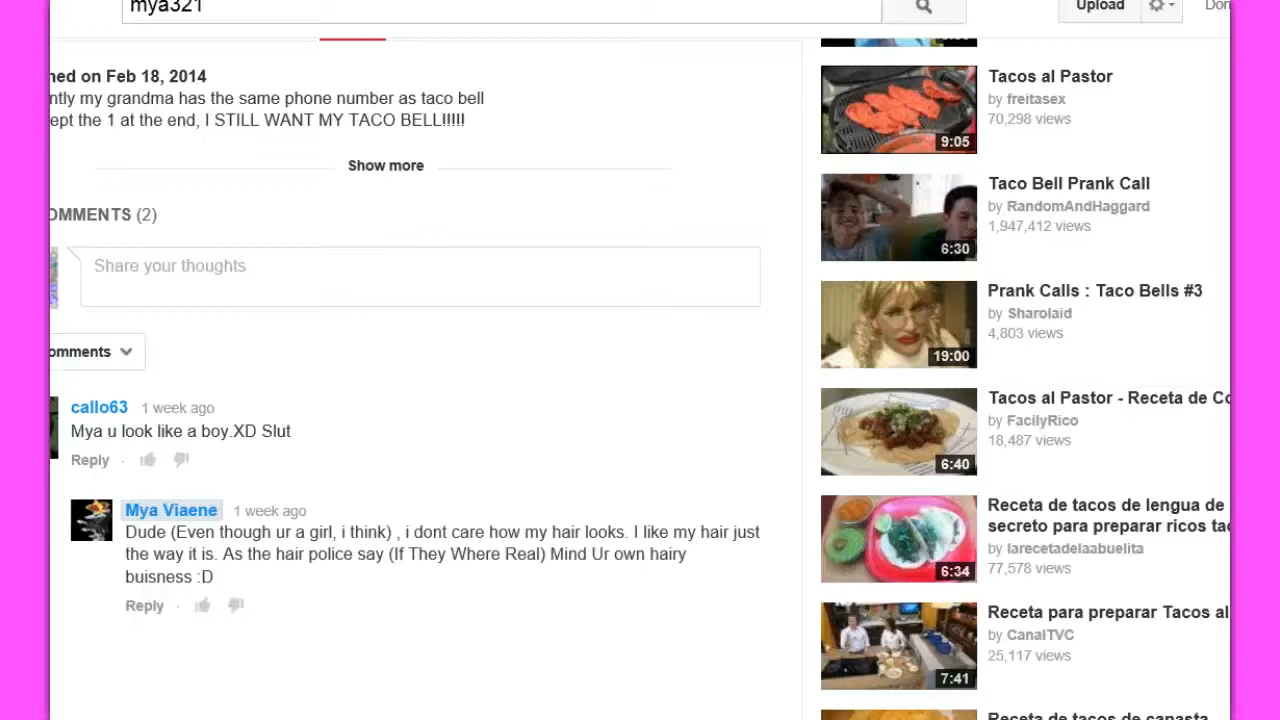 mya321
Upload
Don
ned on Feb 18, 2014
ntly my grandma has the same phone number as taco bell
ept the 1 at the end, I STILL WANT MY TACO BELL!!!!!
Show more
OMMENTS (2)
Share your thoughts
omments
callo63 1 week ago
Mya u look like a boy.XD Slut
Reply
Mya Viaene 1 week ago
Dude (Even though ur a girl, i think) , i dont care how my hair looks. I like my hair just
the way it is. As the hair police say (If They Where Real) Mind Ur own hairy
buisness :D
Reply
Tacos al Pastor
by freitasex
70,298 views
9:05
Taco Bell Prank Call
by RandomAndHaggard
1,947,412 views
6:30
Prank Calls : Taco Bells #3
by Sharolaid
4,803 views
19:00
Tacos al Pastor - Receta de Co
by FacilyRico
18,487 views
6:40
Receta de tacos de lengua de
secreto para preparar ricos tac
by larecetadelaabuelita
77,578 views
6:34
Receta para preparar Tacos al
by CanalTVC
25,117 views
7:41
Receta de tacos de canasta